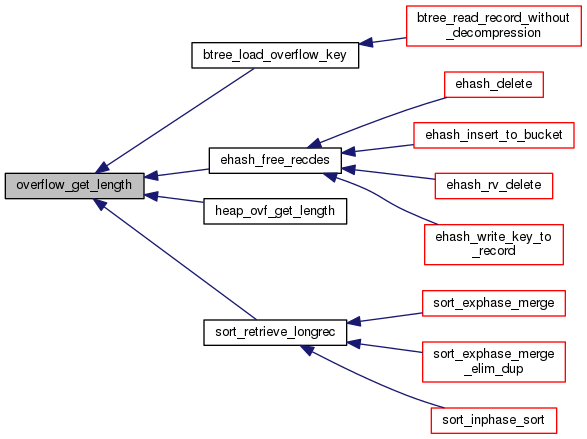 btree_read_record_without
_decompression
btree_load_overflow_key
ehash_delete
ehash_insert_to_bucket
ehash_free_recdes
overflow_get_length
ehash_rv_delete
heap_ovf_get_length
ehash_write_key_to
_record
sort_exphase_merge
sort_retrieve_longrec
sort_exphase_merge
_elim_dup
sort_inphase_sort